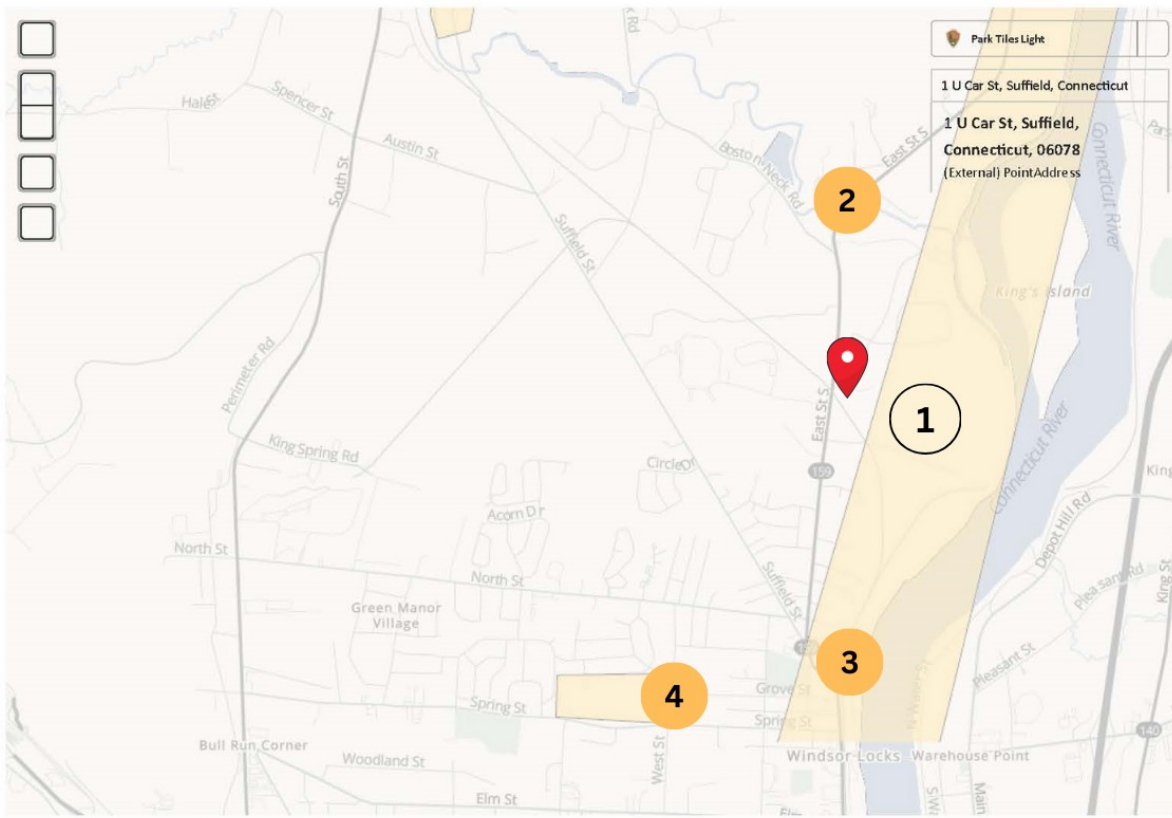 Park Tiles Light
1 U Car St, Suffield, Connecticut
1 U Car St, Suffield,
Connecticut, 06078
(External) PointAddress
Hale St
Spencer St
Austin St
South St
Boston Neck Rd
East St S
2
Connecticut River
Suffield St
King's Island
Perimeter Rd
East St S
1
Connecticut River
King Spring Rd
Circle Dr
159
Acorn Dr
Depot Hill Rd
North St
North St
Suffield St
Pleasant Rd
King St
Green Manor
Village
3
Pleasant St
4
Grove St
Spring St
Spring St
140
Bull Run Corner
Woodland St
West St
Windsor Locks
Warehouse Point
Main
Elm St